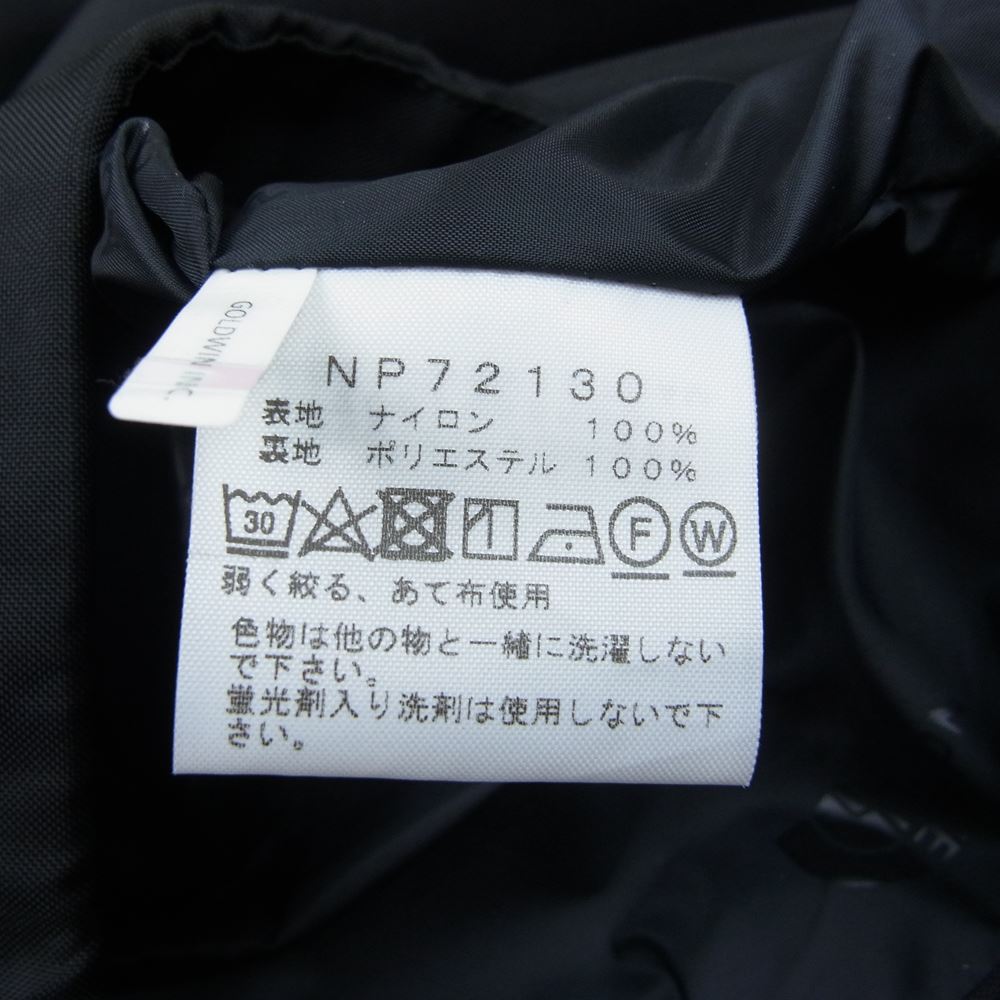 GOLDWIN INC.
NP72130
表地 ナイロン 100%
裏地 ポリエステル 100%
30 F W
弱く絞る、あて布使用
色物は他の物と一緒に洗濯しない
で下さい。
蛍光剤入り洗剤は使用しないで下
さい。